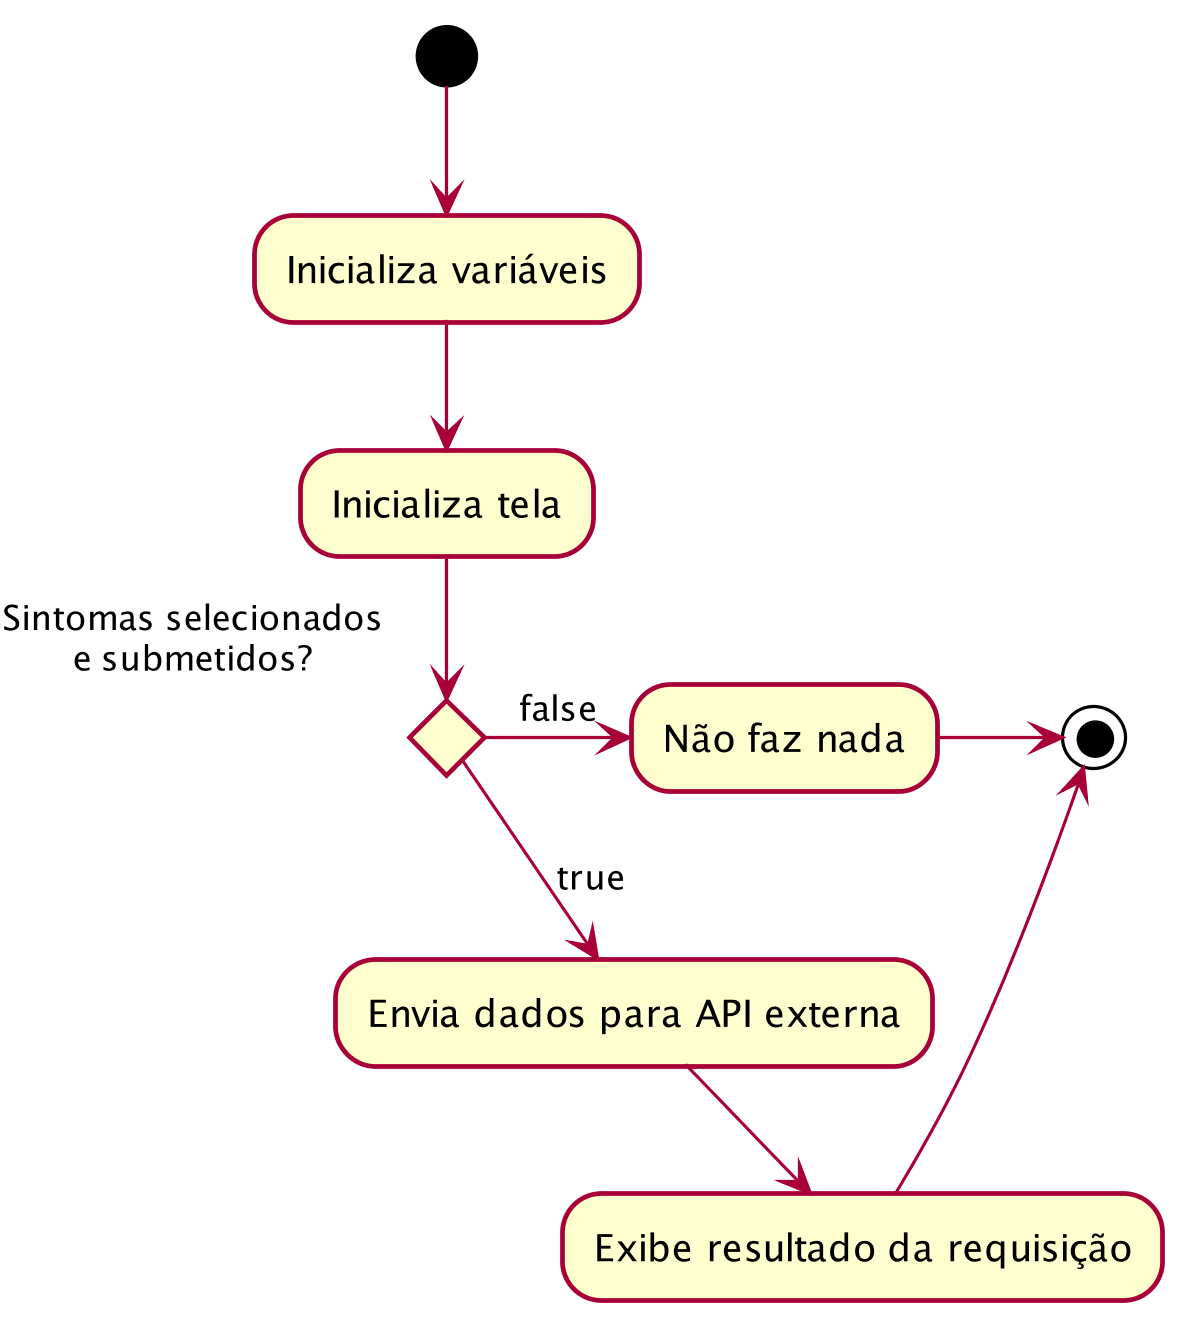 Inicializa variáveis
Inicializa tela
Sintomas selecionados
e submetidos?
false
Não faz nada
true
Envia dados para API externa
Exibe resultado da requisição